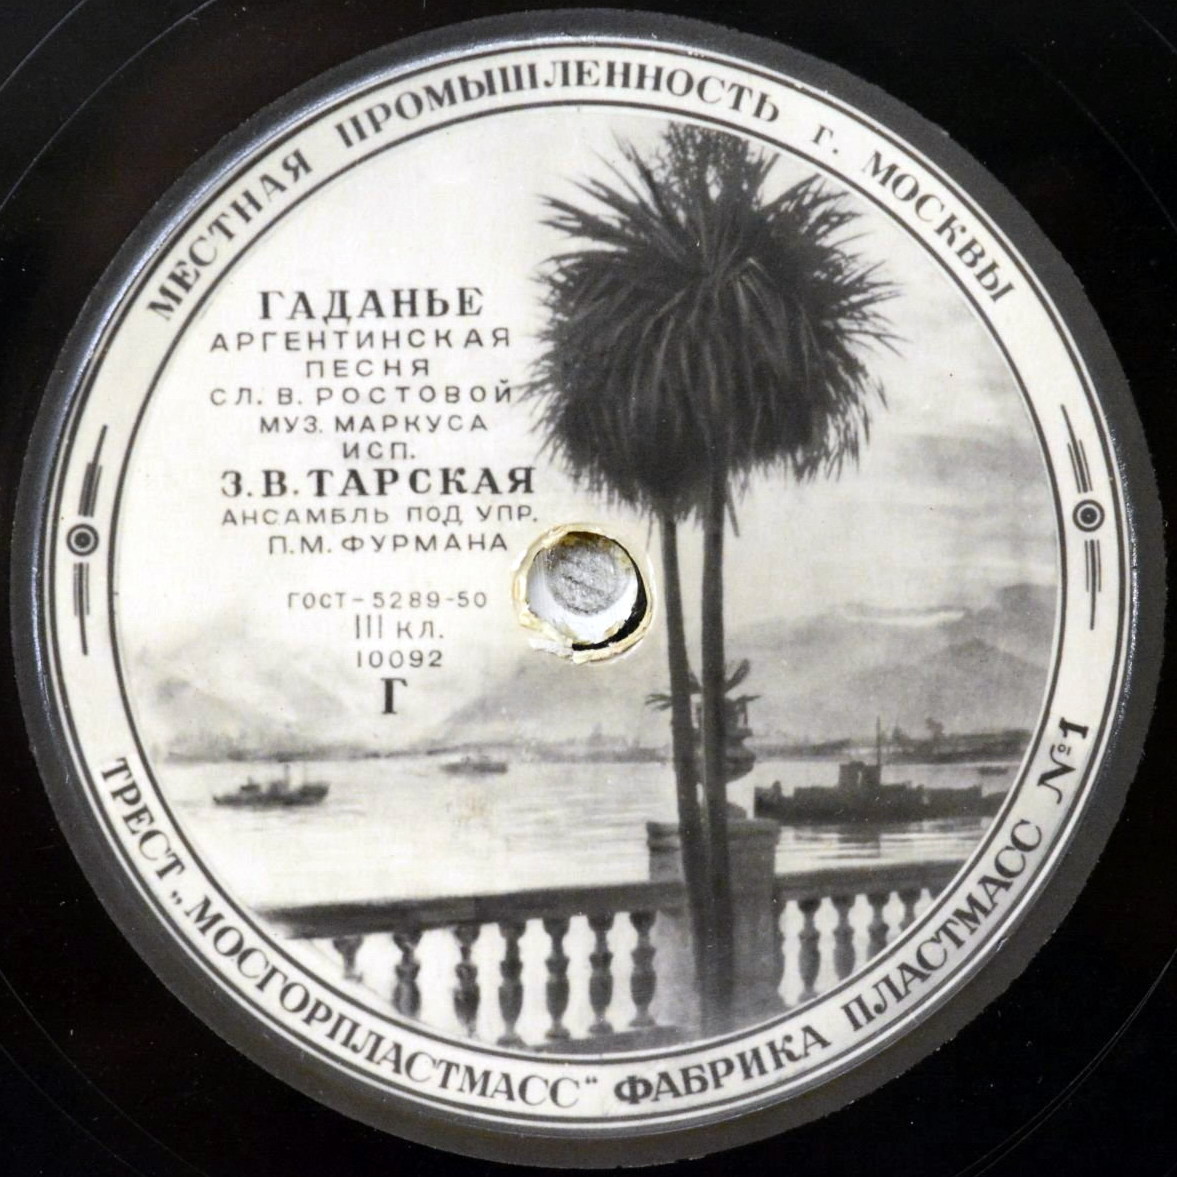 МЕСТНАЯ ПРОМЫШЛЕННОСТЬ г. МОСКВЫ
ГАДАНЬЕ
АРГЕНТИНСКАЯ
ПЕСНЯ
СЛ. В. РОСТОВОЙ
МУЗ. МАРКУСА
ИСП.
З.В. ТАРСКАЯ
АНСАМБЛЬ ПОД УПР.
П.М. ФУРМАНА
ГОСТ-5289-50
III КЛ.
10092
Г
ТРЕСТ „МОСГОРПЛАСТМАСС“ ФАБРИКА ПЛАСТМАСС №1